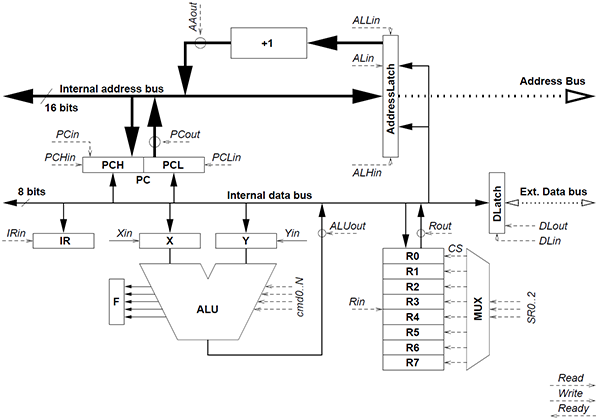 AAout
+1
ALLin
ALin
AddressLatch
ALHin
Internal address bus
16 bits
Address Bus
PCin
PCHin
PCH
PCL
PC
PCout
PCLin
8 bits
Internal data bus
DLatch
Ext. Data bus
DLout
DLin
IRin
IR
Xin
X
Y
Yin
ALUout
Rout
CS
F
ALU
cmd0..N
Rin
R0
R1
R2
R3
R4
R5
R6
R7
MUX
SR0..2
Read
Write
Ready